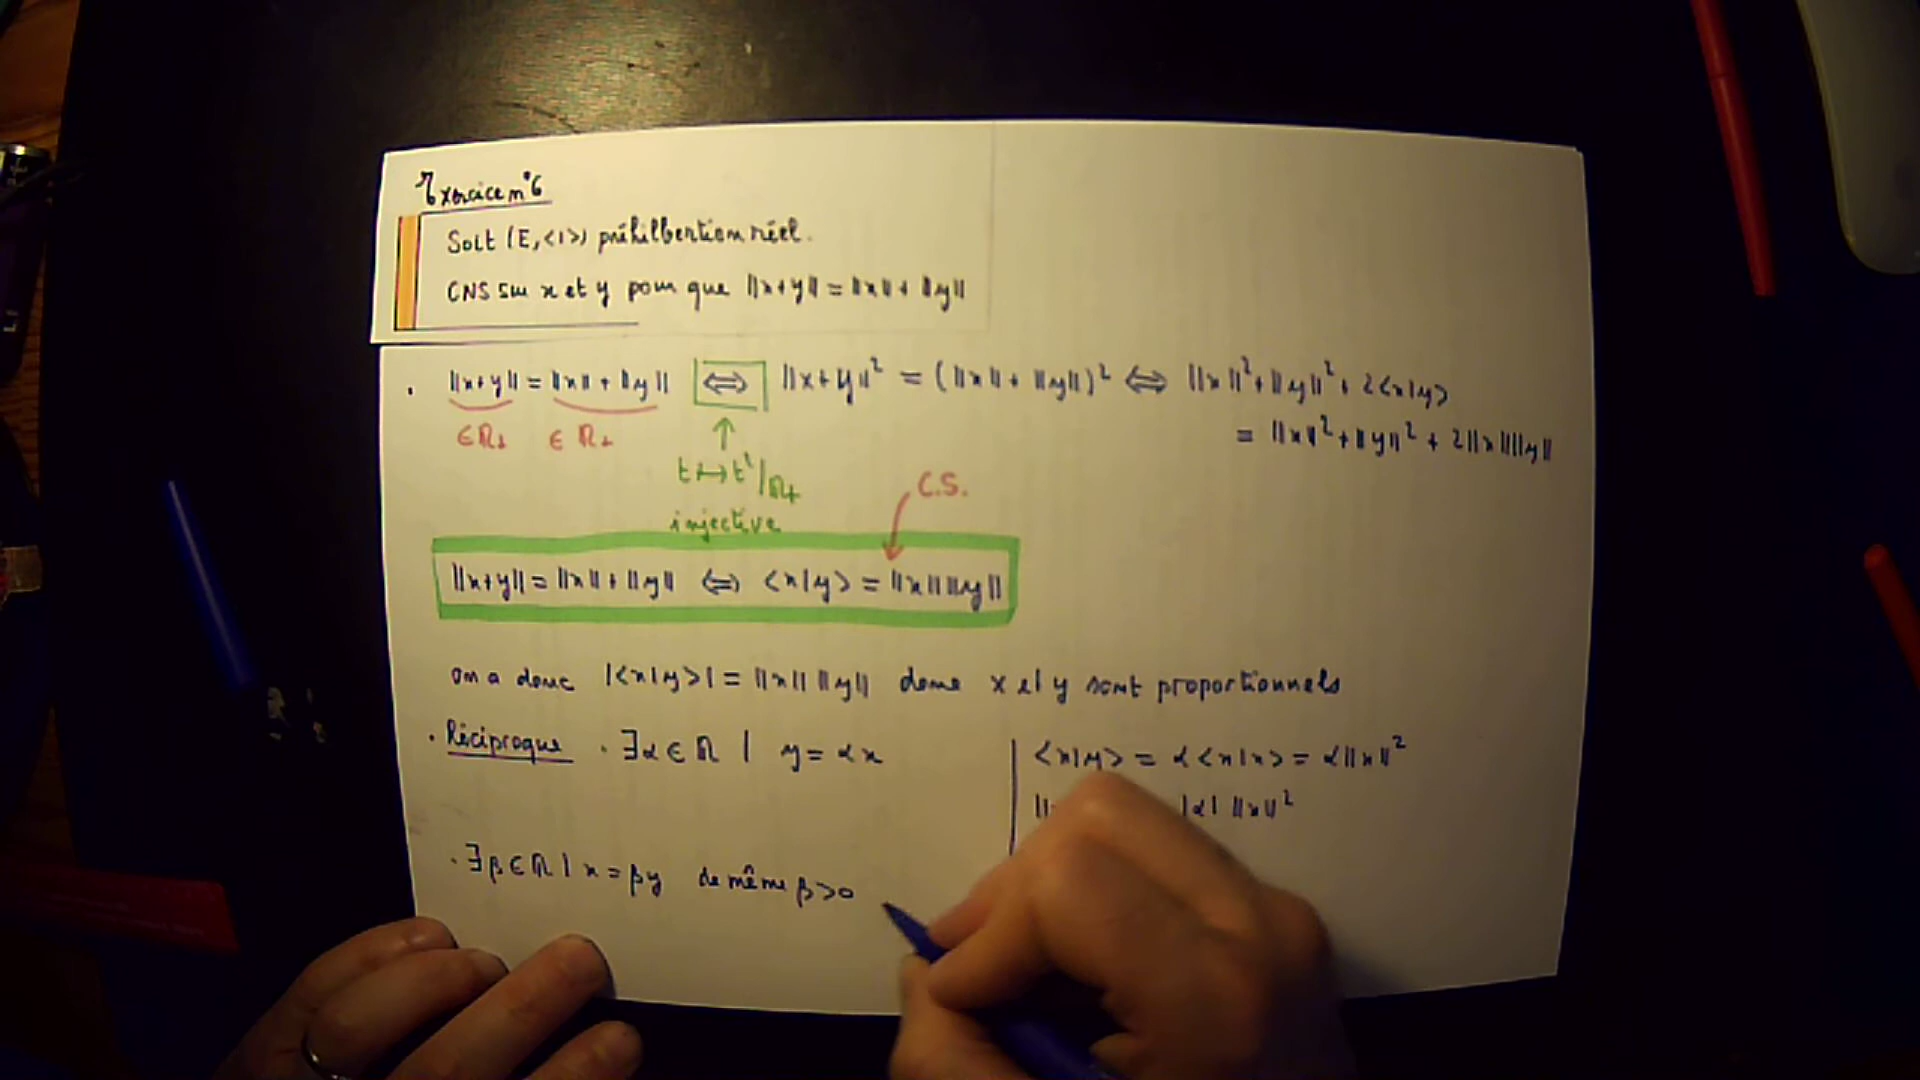 Exercice n°6
Soit (E,<|>) préhilbertien réel.
CNS sur x et y pour que ||x+y|| = ||x|| + ||y||
. ||x+y|| = ||x|| + ||y|| ⇔ ||x+y||² = (||x|| + ||y||)² ⇔ ||x||² + ||y||² + 2<x|y>
∈ℝ+ ∈ ℝ+ = ||x||² + ||y||² + 2||x|| ||y||
t ↦ t² /ℝ+
injective
C.S.
||x+y|| = ||x|| + ||y|| ⇔ <x|y> = ||x|| ||y||
on a donc |<x|y>| = ||x|| ||y|| donc x et y sont proportionnels
. Réciproque . ∃α ∈ ℝ | y = αx
<x|y> = α<x|x> = α||x||²
|| |α| ||x||²
. ∃β ∈ ℝ | x = βy de même β>0